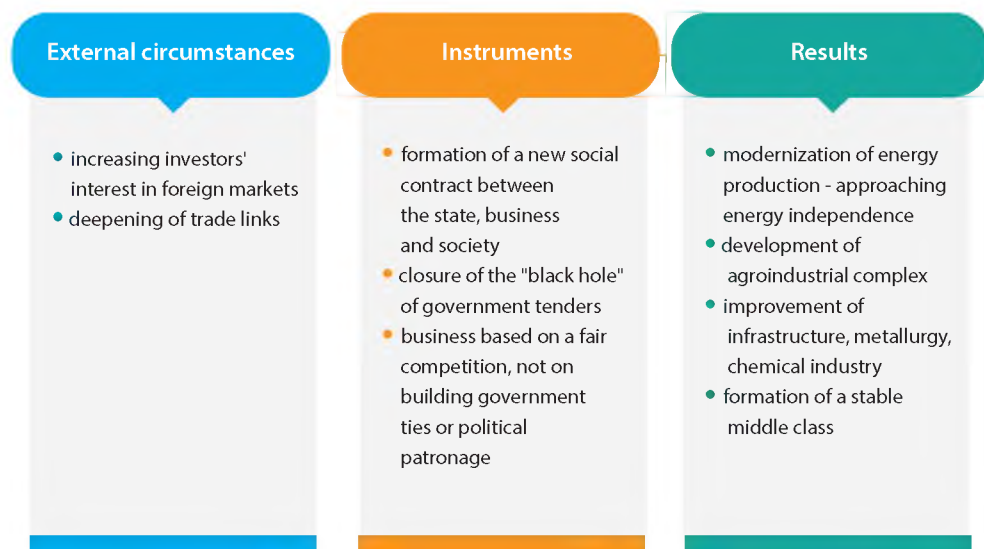 External circumstances
increasing investors'
interest in foreign markets
deepening of trade links
Instruments
formation of a new social
contract between
the state, business
and society
closure of the "black hole"
of government tenders
business based on a fair
competition, not on
building government
ties or political
patronage
Results
modernization of energy
production - approaching
energy independence
development of
agroindustrial complex
improvement of
infrastructure, metallurgy,
chemical industry
formation of a stable
middle class